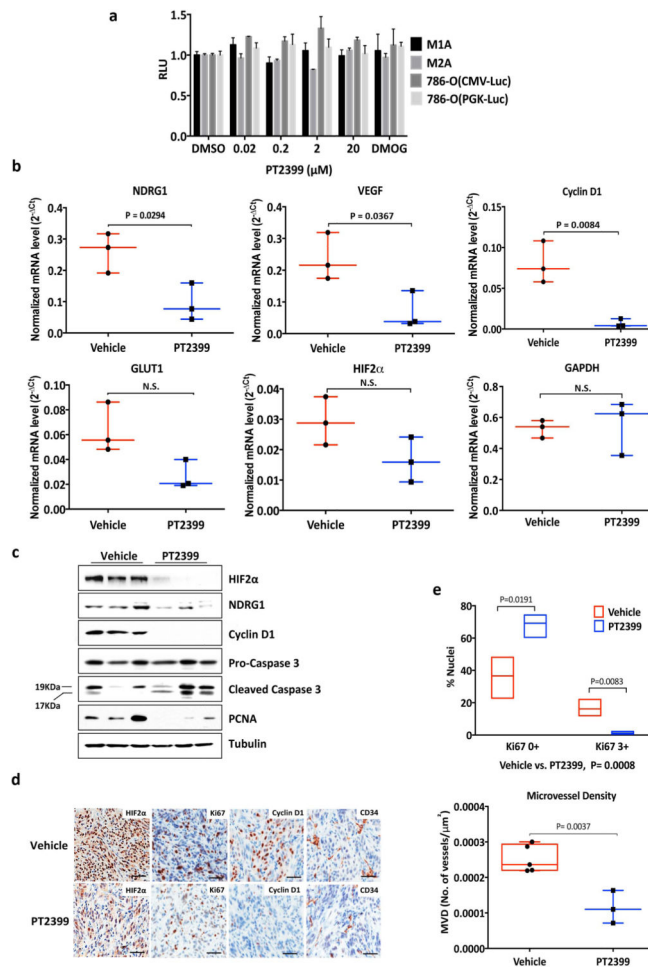 a
RLU
1.5
1.0
0.5
0.0
DMSO 0.02 0.2 2 20 DMOG
PT2399 (μM)
M1A
M2A
786-O(CMV-Luc)
786-O(PGK-Luc)
b
NDRG1
Normalized mRNA level (2-ΔCt)
0.4
0.3
0.2
0.1
0.0
P = 0.0294
Vehicle PT2399
VEGF
Normalized mRNA level (2-ΔCt)
0.4
0.3
0.2
0.1
0.0
P = 0.0367
Vehicle PT2399
Cyclin D1
Normalized mRNA level (2-ΔCt)
0.15
0.10
0.05
0.00
P = 0.0084
Vehicle PT2399
GLUT1
Normalized mRNA level (2-ΔCt)
0.10
0.08
0.06
0.04
0.02
0.00
N.S.
Vehicle PT2399
HIF2α
Normalized mRNA level (2-ΔCt)
0.04
0.03
0.02
0.01
0.00
N.S.
Vehicle PT2399
GAPDH
Normalized mRNA level (2-ΔCt)
0.8
0.6
0.4
0.2
0.0
N.S.
Vehicle PT2399
c
Vehicle PT2399
HIF2α
NDRG1
Cyclin D1
Pro-Caspase 3
19KDa
17KDa
Cleaved Caspase 3
PCNA
Tubulin
d
Vehicle
HIF2α Ki67 Cyclin D1 CD34
PT2399
HIF2α Ki67 Cyclin D1 CD34
e
% Nuclei
80
60
40
20
0
P=0.0191
P=0.0083
Vehicle
PT2399
Ki67 0+ Ki67 3+
Vehicle vs. PT2399, P= 0.0008
Microvessel Density
MVD (No. of vessels/μm²)
0.0004
0.0003
0.0002
0.0001
0.0000
P = 0.0037
Vehicle PT2399